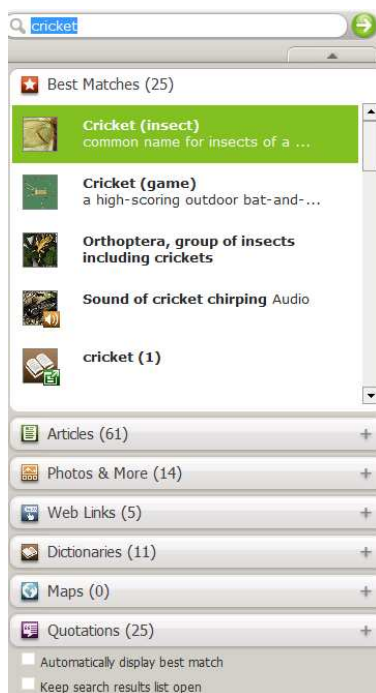 cricket
Best Matches (25)
Cricket (insect)
common name for insects of a ...
Cricket (game)
a high-scoring outdoor bat-and-...
Orthoptera, group of insects
including crickets
Sound of cricket chirping Audio
cricket (1)
Articles (61)
Photos & More (14)
Web Links (5)
Dictionaries (11)
Maps (0)
Quotations (25)
Automatically display best match
Keep search results list open